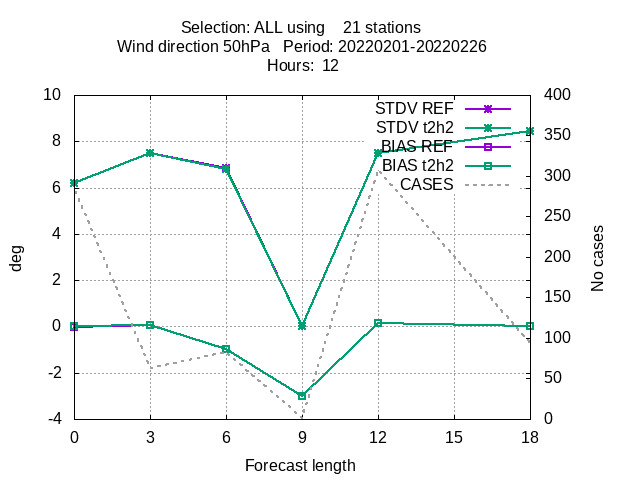 Selection: ALL using    21 stations
Wind direction 50hPa   Period: 20220201-20220226
Hours:  12
10
8
6
4
2
0
-2
-4
deg
400
350
300
250
200
150
100
50
0
No cases
STDV REF
STDV t2h2
BIAS REF
BIAS t2h2
CASES
0 3 6 9 12 15 18
Forecast length